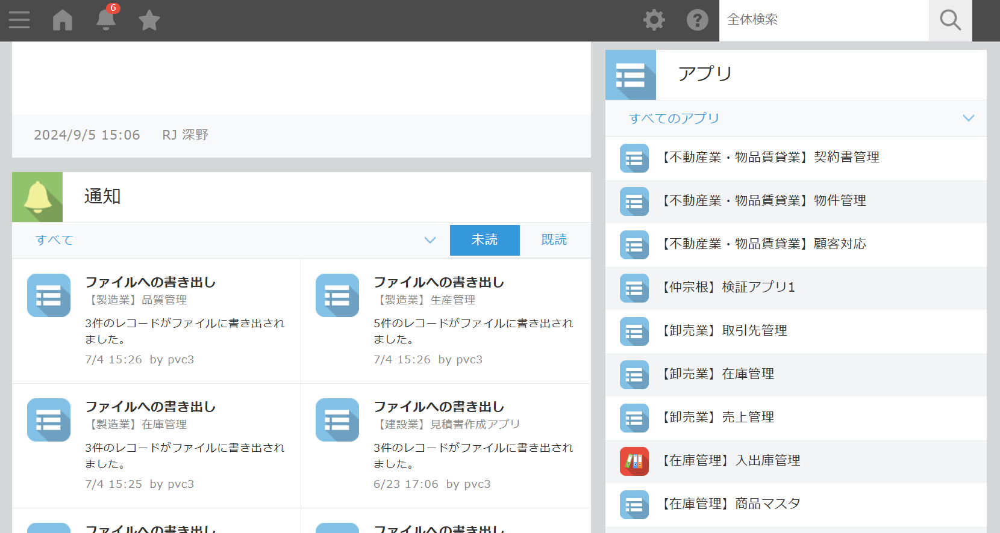 6
全体検索
2024/9/5 15:06 RJ 深野
通知
すべて
未読
既読
ファイルへの書き出し
【製造業】品質管理
3件のレコードがファイルに書き出され
ました。
7/4 15:26 by pvc3
ファイルへの書き出し
【製造業】生産管理
5件のレコードがファイルに書き出され
ました。
7/4 15:26 by pvc3
ファイルへの書き出し
【製造業】在庫管理
3件のレコードがファイルに書き出され
ました。
7/4 15:25 by pvc3
ファイルへの書き出し
【建設業】見積書作成アプリ
3件のレコードがファイルに書き出され
ました。
6/23 17:06 by pvc3
ファイルへの書き出し
ファイルへの書き出し
アプリ
すべてのアプリ
【不動産業・物品賃貸業】契約書管理
【不動産業・物品賃貸業】物件管理
【不動産業・物品賃貸業】顧客対応
【仲宗根】検証アプリ1
【卸売業】取引先管理
【卸売業】在庫管理
【卸売業】売上管理
【在庫管理】入出庫管理
【在庫管理】商品マスタ